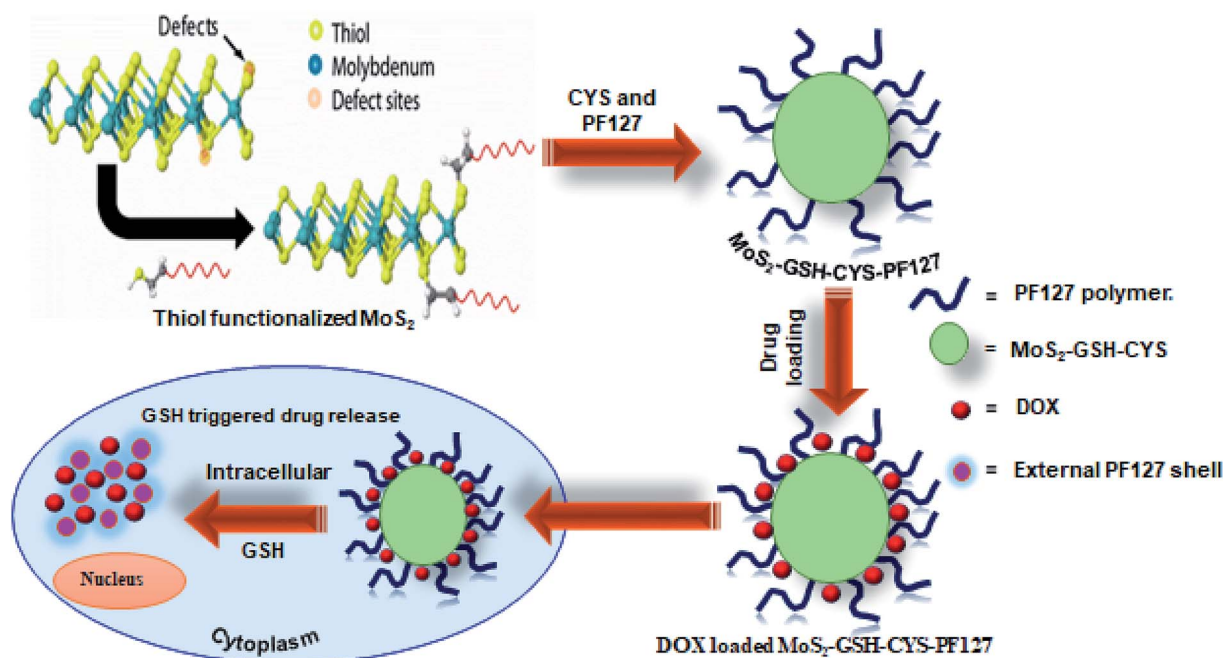 Defects
Thiol
Molybdenum
Defect sites
Thiol functionalized MoS₂
CYS and
PF127
MoS₂-GSH-CYS-PF127
Drug
loading
= PF127 polymer.
= MoS₂-GSH-CYS
= DOX
= External PF127 shell
DOX loaded MoS₂-GSH-CYS-PF127
GSH triggered drug release
Intracellular
GSH
Nucleus
Cytoplasm